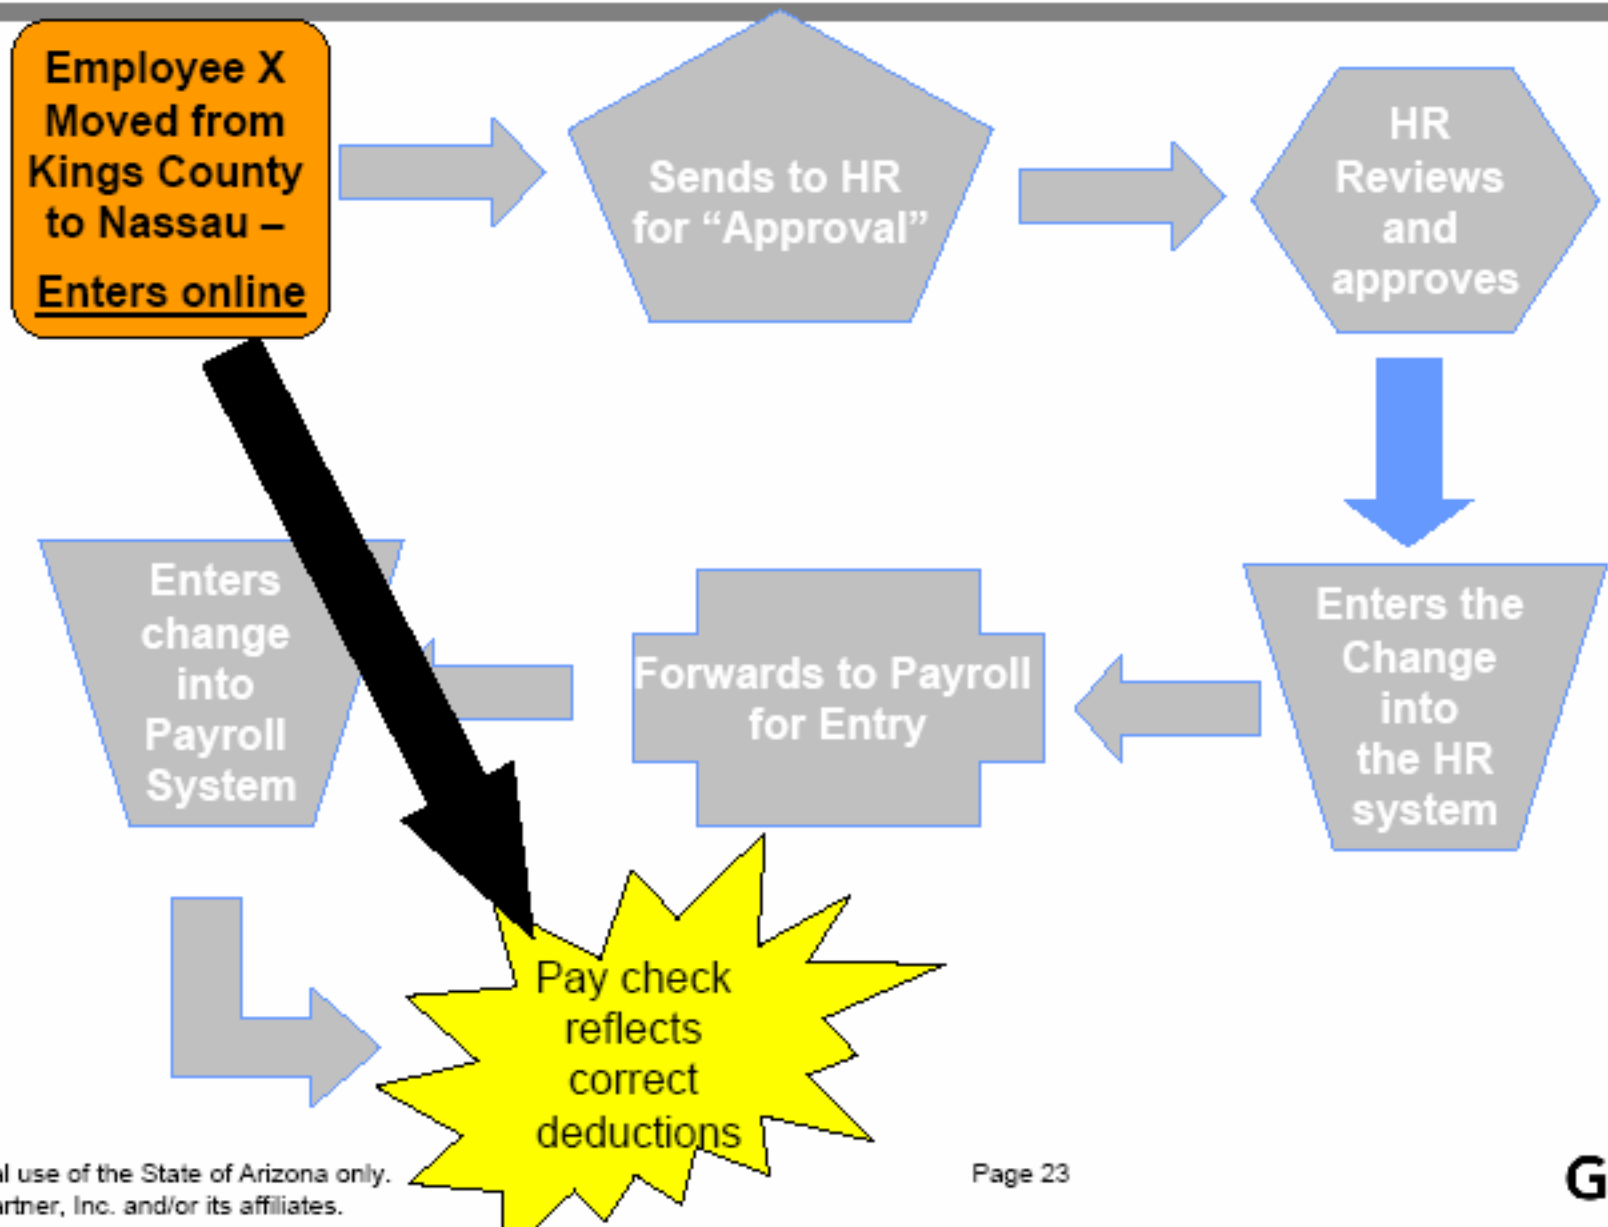 Employee X
Moved from
Kings County
to Nassau –
Enters online
Sends to HR
for “Approval”
HR
Reviews
and
approves
Enters the
Change
into
the HR
system
Forwards to Payroll
for Entry
Enters
change
into
Payroll
System
Pay check
reflects
correct
deductions
use of the State of Arizona only.
Inc. and/or its affiliates.
Page 23
G